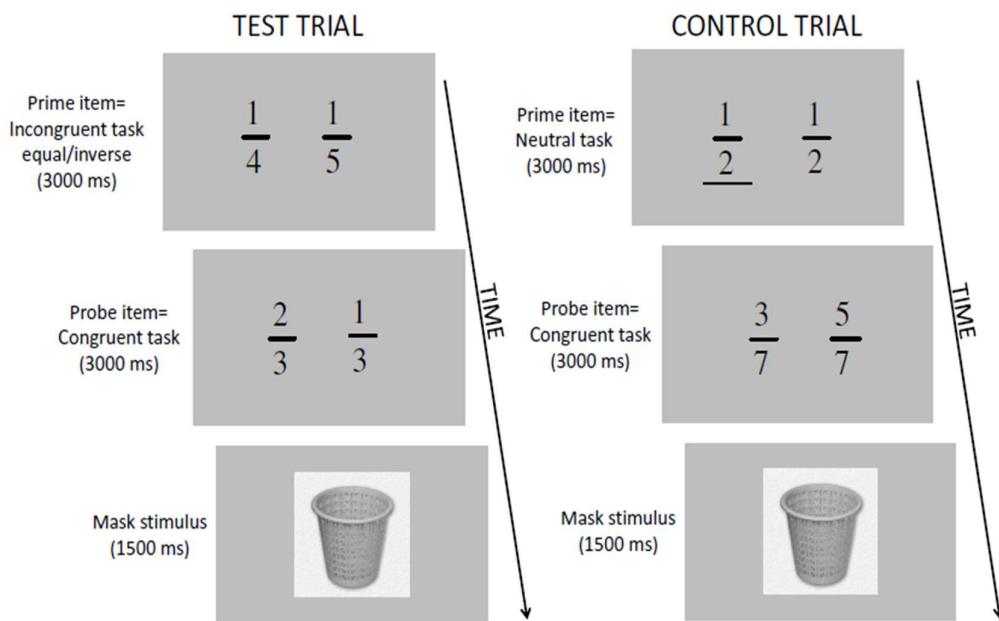 TEST TRIAL
Prime item=
Incongruent task
equal/inverse
(3000 ms)
1 1
4 5
Probe item=
Congruent task
(3000 ms)
2 1
3 3
Mask stimulus
(1500 ms)
TIME
CONTROL TRIAL
Prime item=
Neutral task
(3000 ms)
1 1
2 2
Probe item=
Congruent task
(3000 ms)
3 5
7 7
Mask stimulus
(1500 ms)
TIME